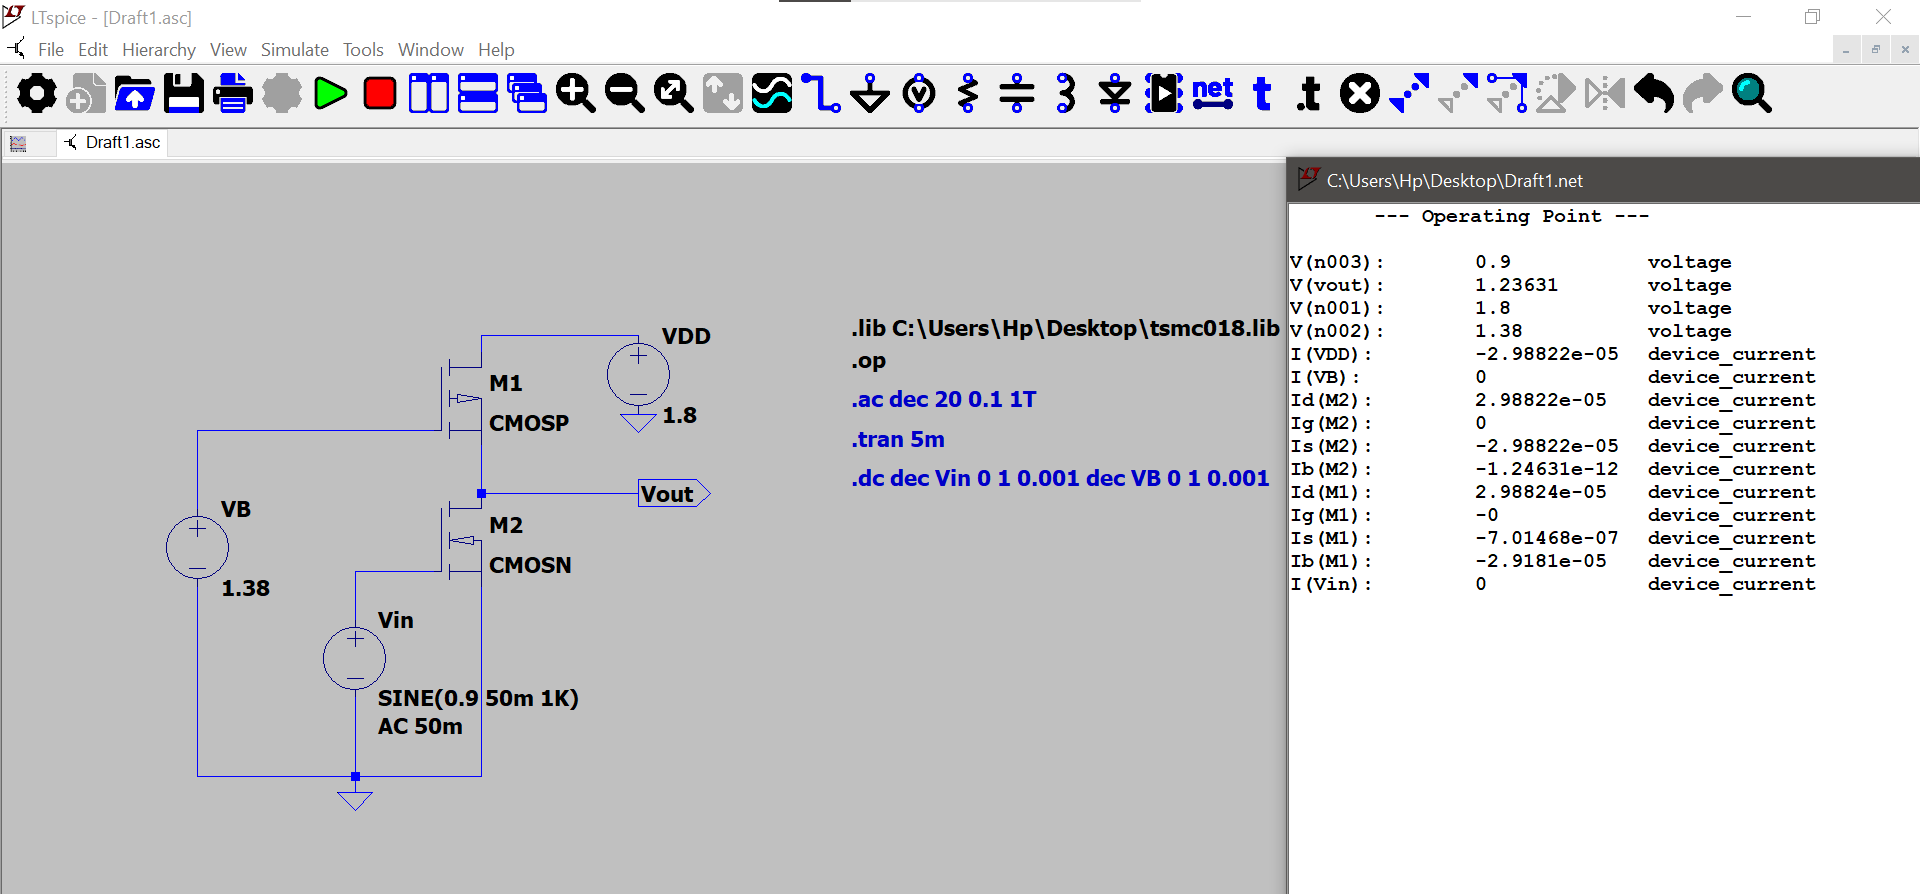 LTspice - [Draft1.asc]
File Edit Hierarchy View Simulate Tools Window Help
net t .t
Draft1.asc
C:\Users\Hp\Desktop\Draft1.net
--- Operating Point ---
V(n003): 0.9 voltage
V(vout): 1.23631 voltage
V(n001): 1.8 voltage
V(n002): 1.38 voltage
I(VDD): -2.98822e-05 device_current
I(VB): 0 device_current
Id(M2): 2.98822e-05 device_current
Ig(M2): 0 device_current
Is(M2): -2.98822e-05 device_current
Ib(M2): -1.24631e-12 device_current
Id(M1): 2.98824e-05 device_current
Ig(M1): -0 device_current
Is(M1): -7.01468e-07 device_current
Ib(M1): -2.9181e-05 device_current
I(Vin): 0 device_current
VDD
1.8
M1
CMOSP
Vout
M2
CMOSN
VB
1.38
Vin
SINE(0.9 50m 1K)
AC 50m
.lib C:\Users\Hp\Desktop\tsmc018.lib
.op
.ac dec 20 0.1 1T
.tran 5m
.dc dec Vin 0 1 0.001 dec VB 0 1 0.001